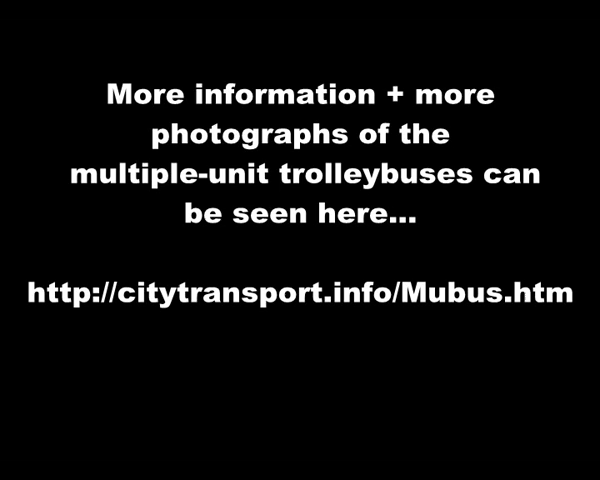 More information + more
photographs of the
multiple-unit trolleybuses can
be seen here...
http://citytransport.info/Mubus.htm